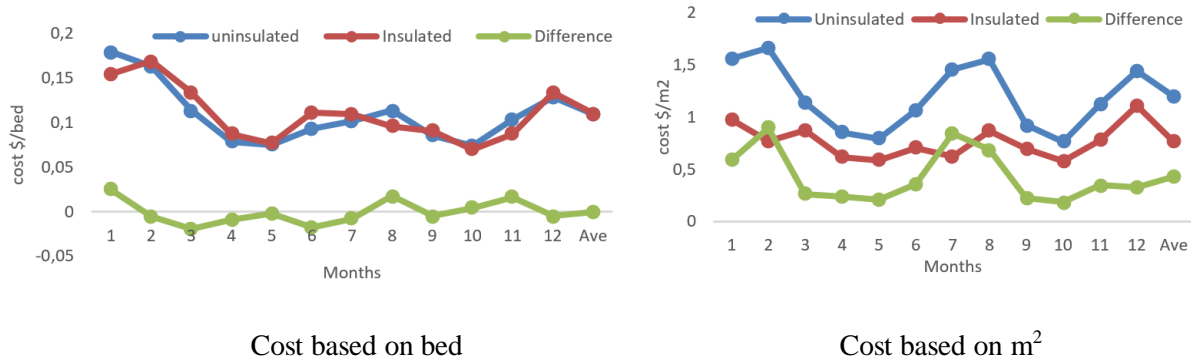 uninsulated Insulated Difference
cost $/bed
0,2
0,15
0,1
0,05
0
-0,05
1 2 3 4 5 6 7 8 9 10 11 12 Ave
Months
Cost based on bed
Uninsulated Insulated Difference
cost $/m2
2
1,5
1
0,5
0
1 2 3 4 5 6 7 8 9 10 11 12 Ave
Months
Cost based on m²